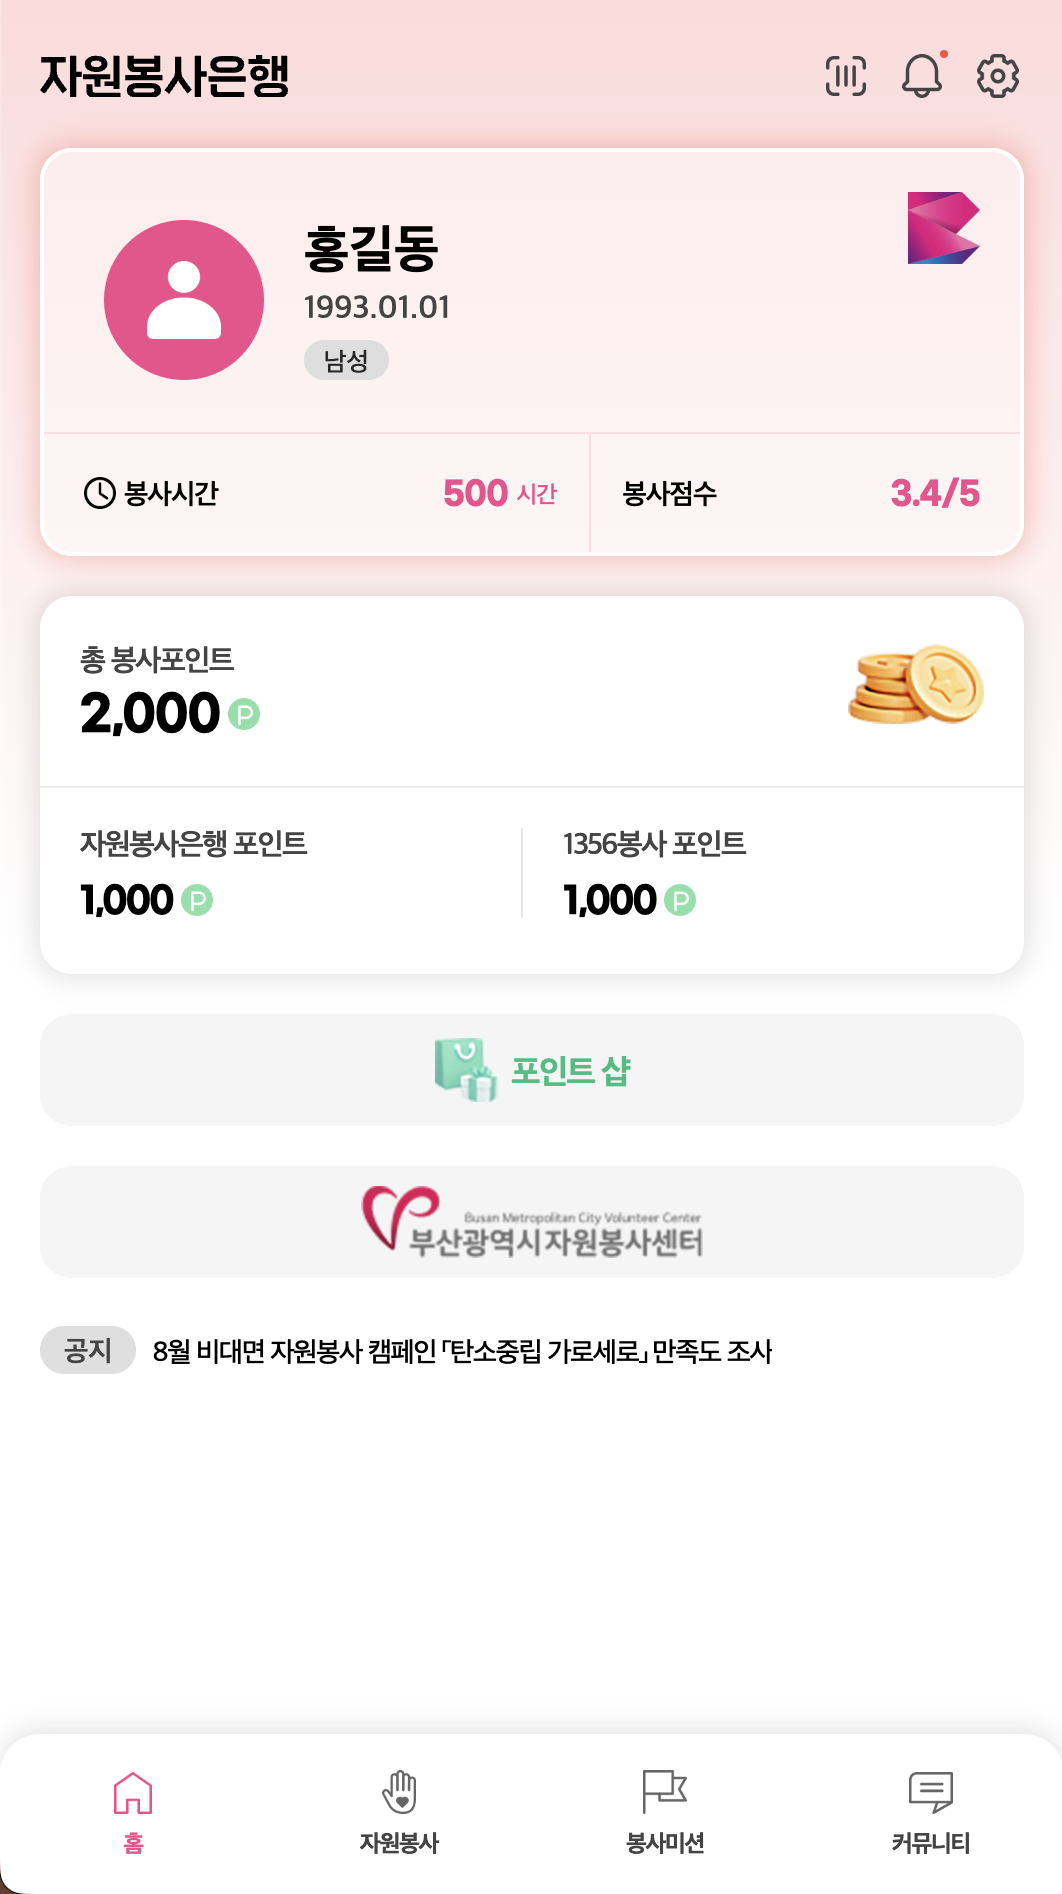 자원봉사은행
홍길동
1993.01.01
남성
봉사시간 500 시간
봉사점수 3.4/5
총 봉사포인트
2,000 P
자원봉사은행 포인트
1,000 P
1356봉사 포인트
1,000 P
포인트 샵
Busan Metropolitan City Volunteer Center
부산광역시자원봉사센터
공지 8월 비대면 자원봉사 캠페인 「탄소중립 가로세로」 만족도 조사
홈
자원봉사
봉사미션
커뮤니티